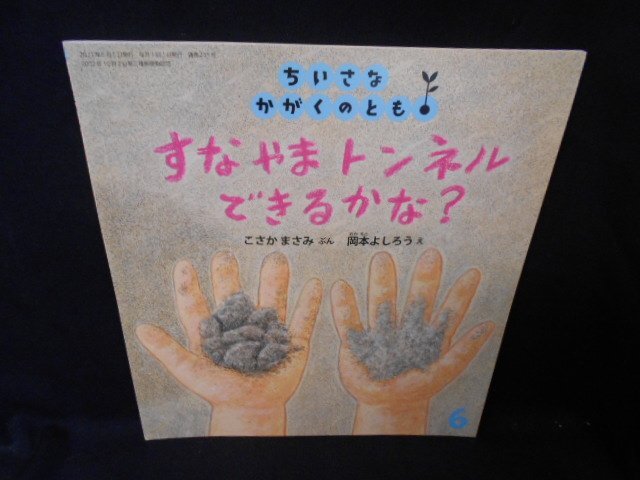 ちいさな
かがくのとも
すなやまトンネル
できるかな?
こさか まさみ ぶん 岡本よしろう え
6